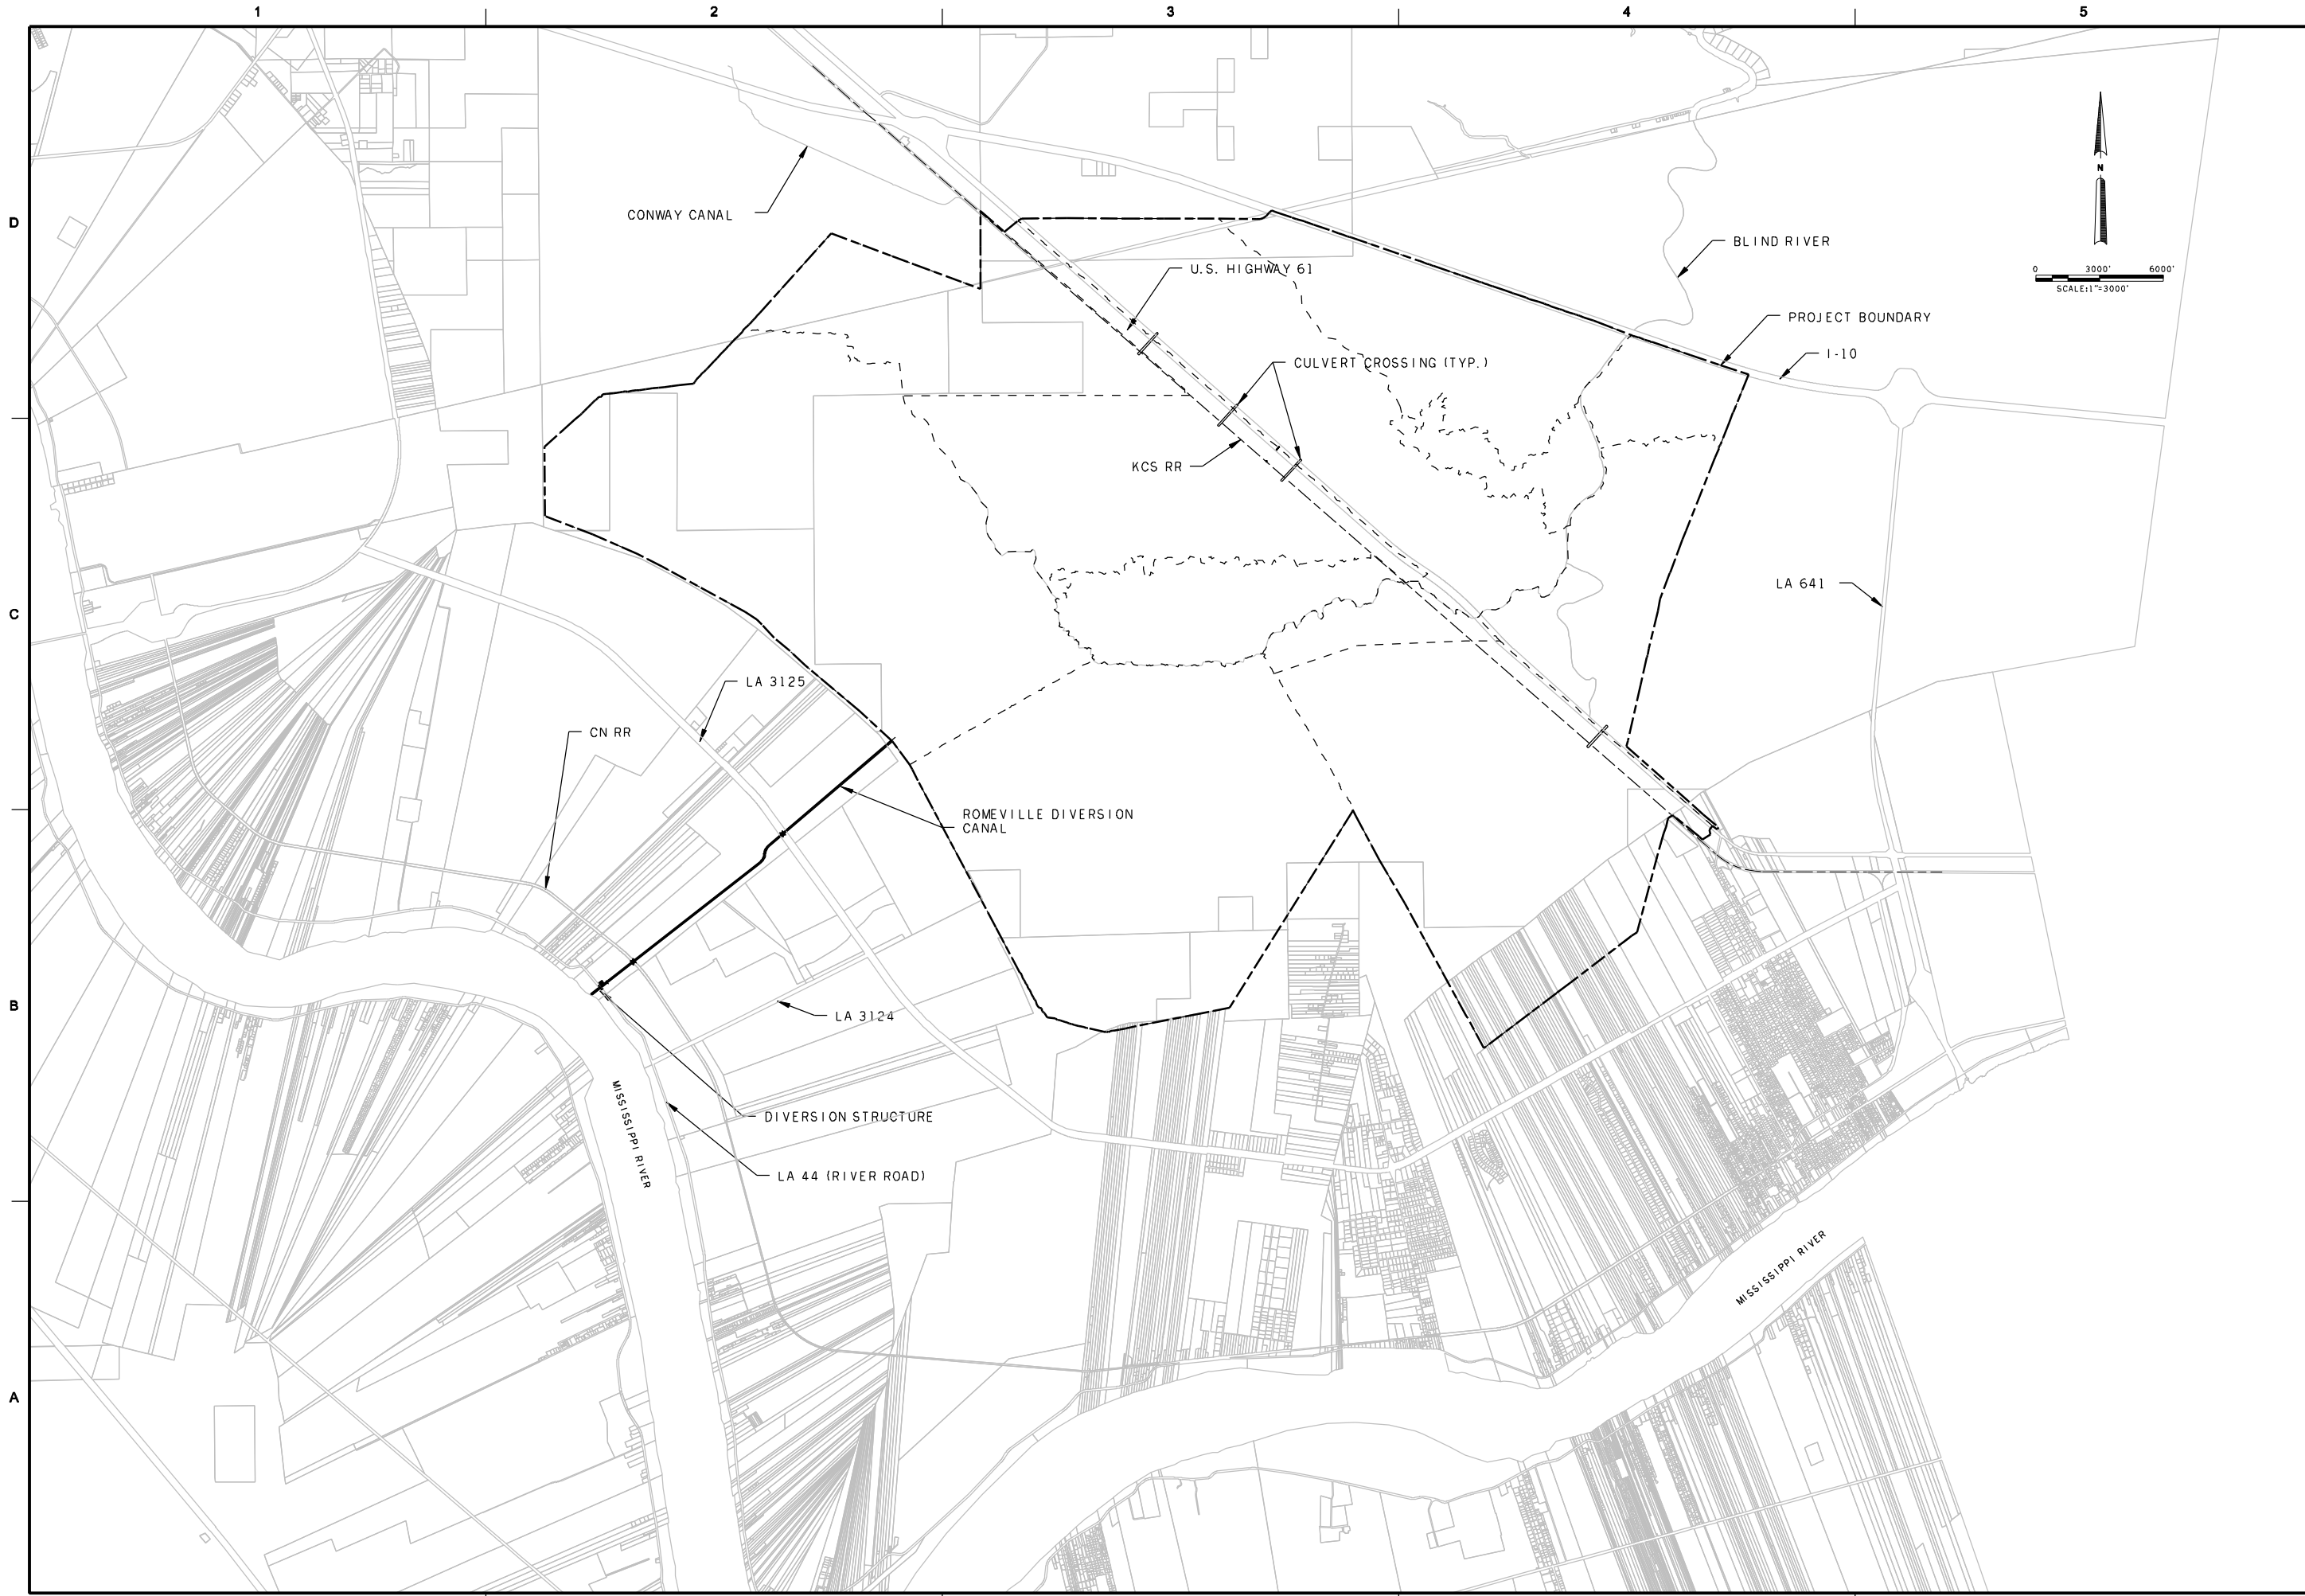 1
2
3
4
5
D
C
B
A
CONWAY CANAL
U.S. HIGHWAY 61
BLIND RIVER
N
0 3000' 6000'
SCALE:1"=3000'
PROJECT BOUNDARY
I-10
CULVERT CROSSING (TYP.)
KCS RR
LA 641
LA 3125
CN RR
ROMEVILLE DIVERSION
CANAL
LA 3124
DIVERSION STRUCTURE
MISSISSIPPI RIVER
LA 44 (RIVER ROAD)
MISSISSIPPI RIVER